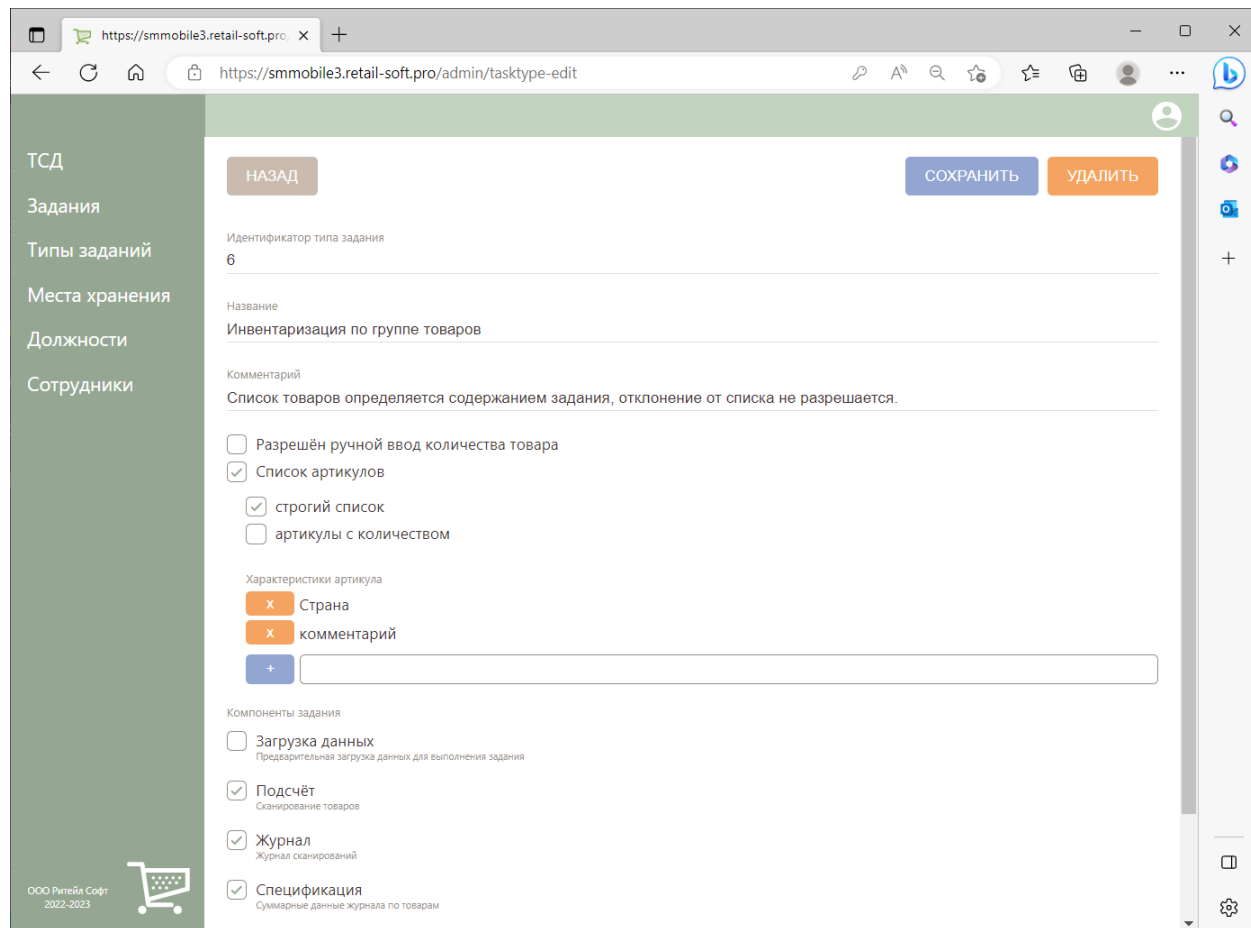 https://smmobile3.retail-soft.pro/
https://smmobile3.retail-soft.pro/admin/tasktype-edit
ТСД
Задания
Типы заданий
Места хранения
Должности
Сотрудники
ООО Ритейл Софт
2022-2023
НАЗАД
СОХРАНИТЬ
УДАЛИТЬ
Идентификатор типа задания
6
Название
Инвентаризация по группе товаров
Комментарий
Список товаров определяется содержанием задания, отклонение от списка не разрешается.
Разрешён ручной ввод количества товара
Список артикулов
строгий список
артикулы с количеством
Характеристики артикула
x Страна
x комментарий
+
Компоненты задания
Загрузка данных
Предварительная загрузка данных для выполнения задания
Подсчёт
Сканирование товаров
Журнал
Журнал сканирований
Спецификация
Суммарные данные журнала по товарам